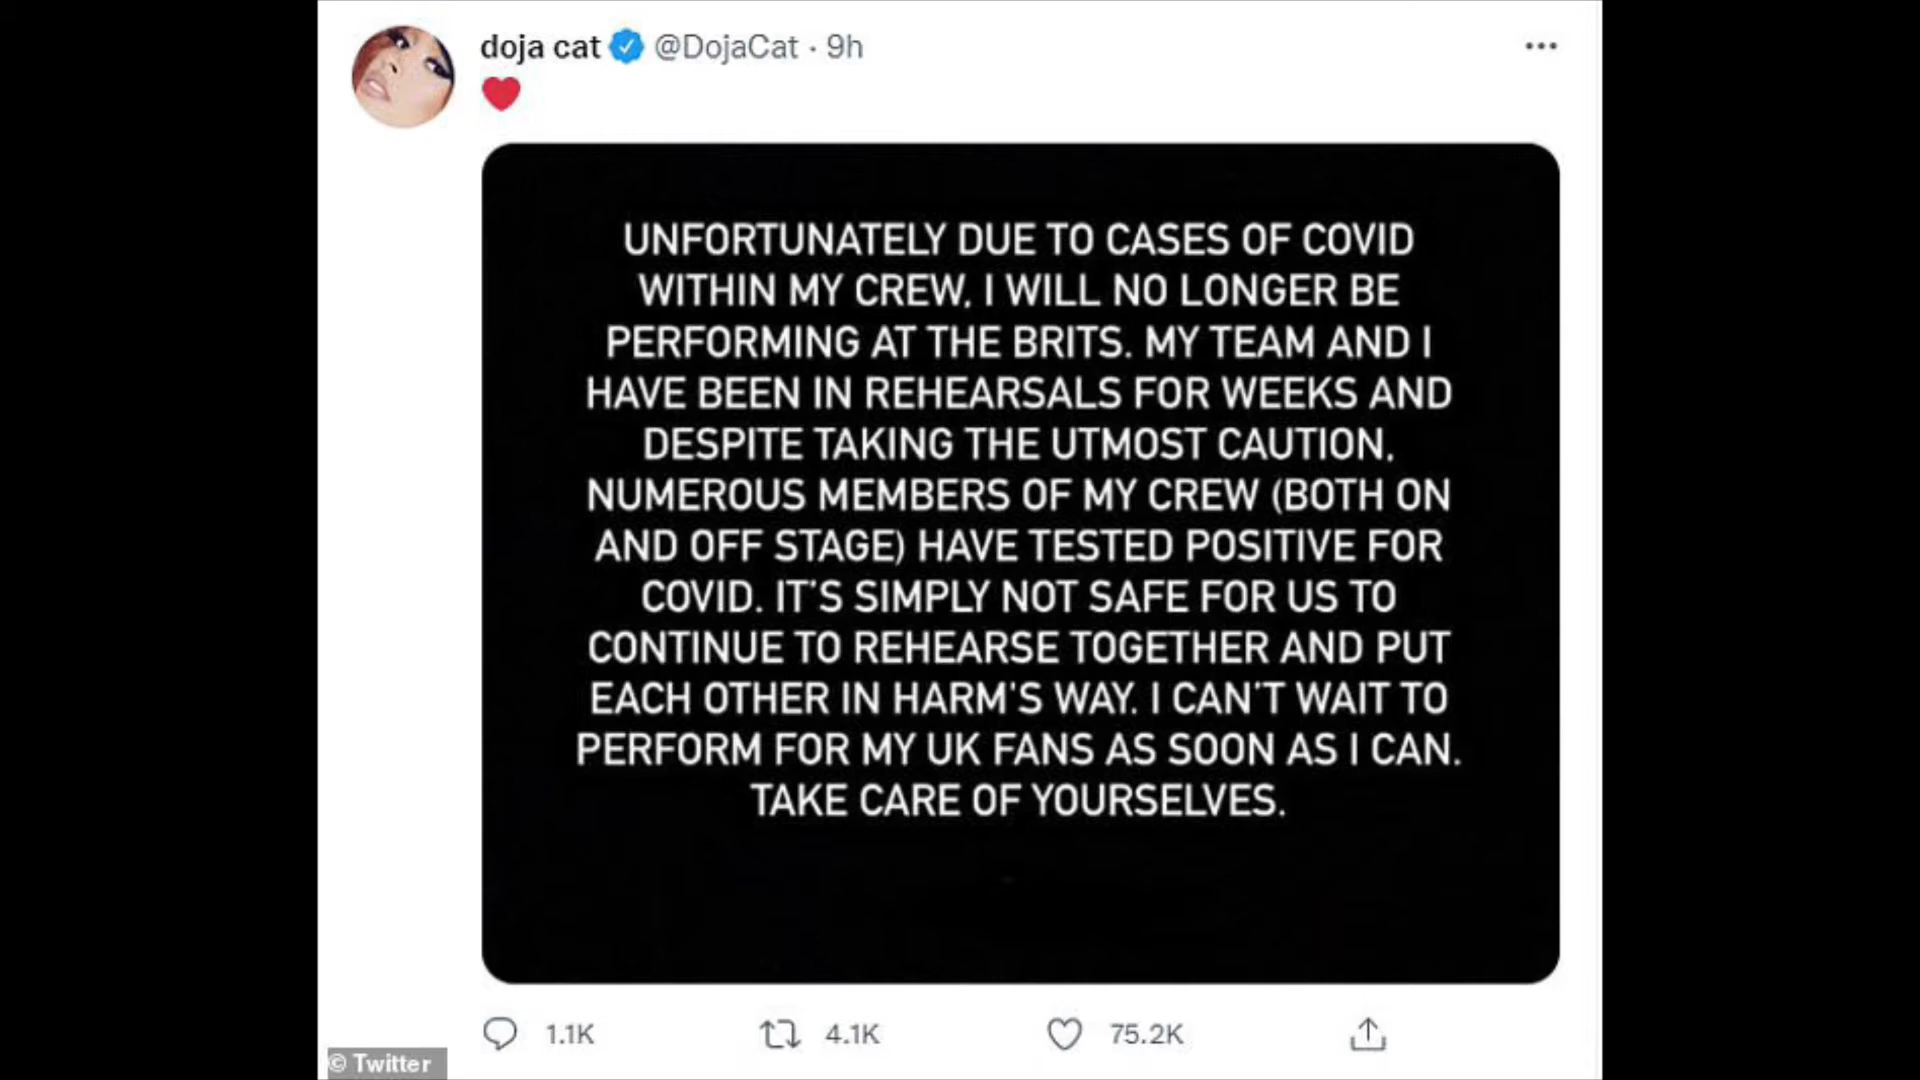 doja cat @DojaCat · 9h
❤️
UNFORTUNATELY DUE TO CASES OF COVID
WITHIN MY CREW, I WILL NO LONGER BE
PERFORMING AT THE BRITS. MY TEAM AND I
HAVE BEEN IN REHEARSALS FOR WEEKS AND
DESPITE TAKING THE UTMOST CAUTION,
NUMEROUS MEMBERS OF MY CREW (BOTH ON
AND OFF STAGE) HAVE TESTED POSITIVE FOR
COVID. IT'S SIMPLY NOT SAFE FOR US TO
CONTINUE TO REHEARSE TOGETHER AND PUT
EACH OTHER IN HARM'S WAY. I CAN'T WAIT TO
PERFORM FOR MY UK FANS AS SOON AS I CAN.
TAKE CARE OF YOURSELVES.
1.1K 4.1K 75.2K
© Twitter